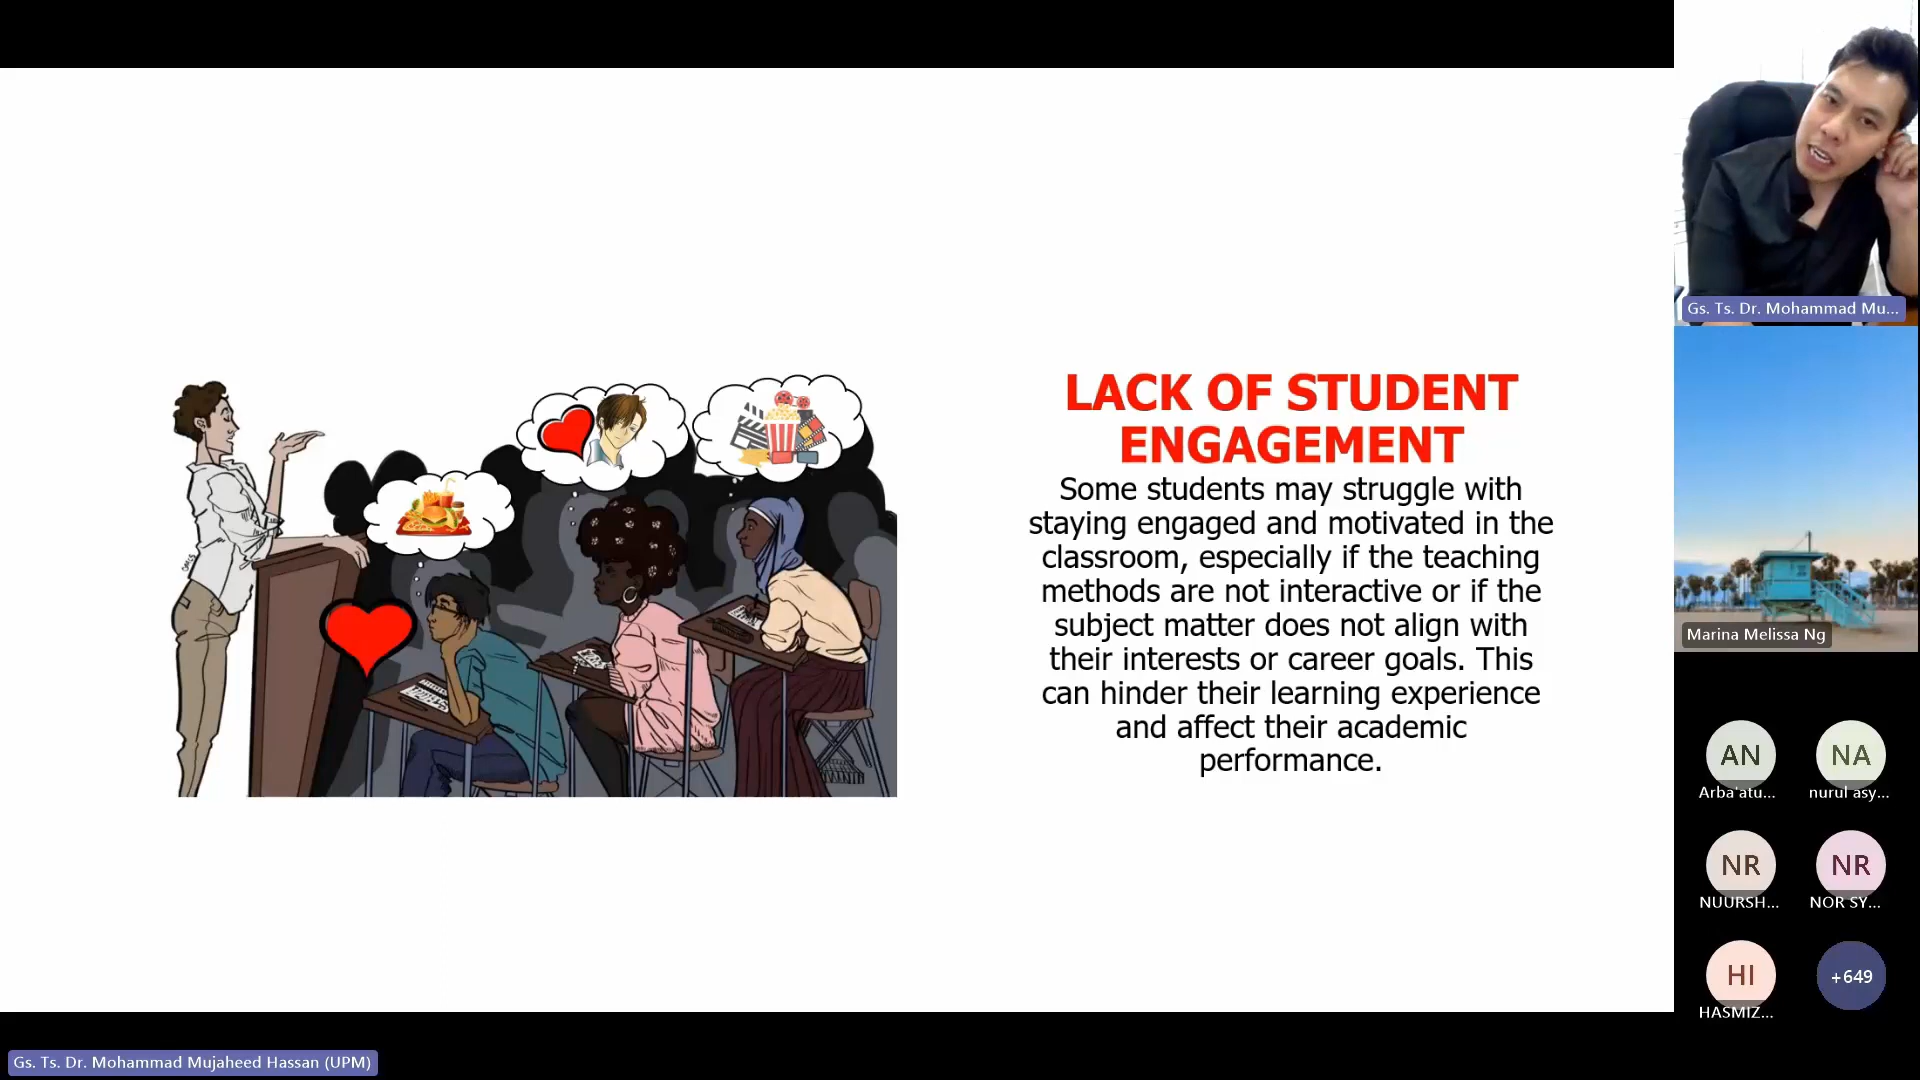 LACK OF STUDENT
ENGAGEMENT
Some students may struggle with
staying engaged and motivated in the
classroom, especially if the teaching
methods are not interactive or if the
subject matter does not align with
their interests or career goals. This
can hinder their learning experience
and affect their academic
performance.
Gs. Ts. Dr. Mohammad Mu...
Marina Melissa Ng
AN
Arba'atu...
NA
nurul asy...
NR
NUURSH...
NR
NOR SY...
HI
HASMIZ...
+649
Gs. Ts. Dr. Mohammad Mujaheed Hassan (UPM)